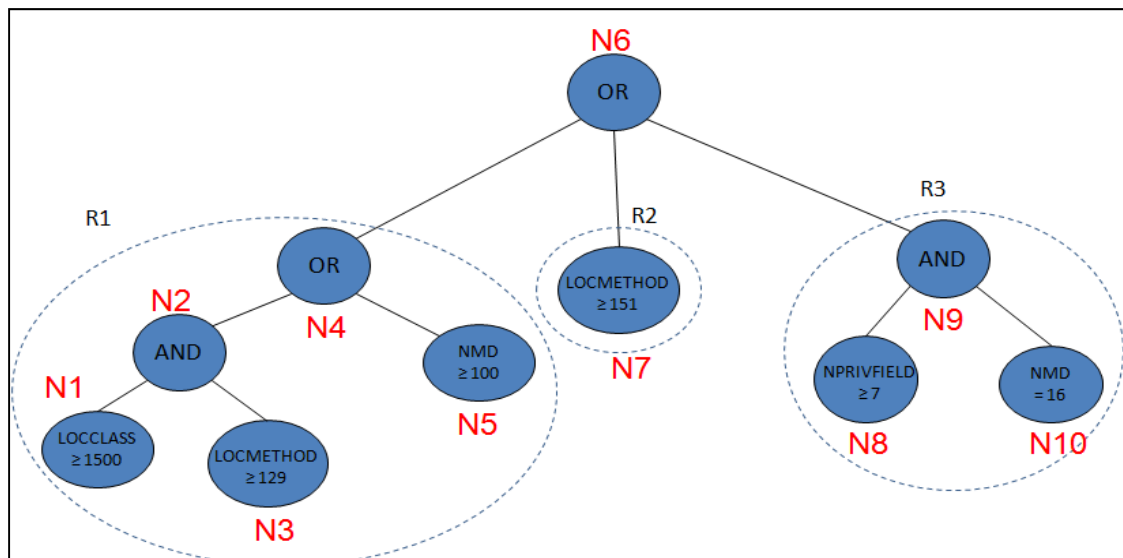 N6
OR
R1
R2
R3
OR
LOCMETHOD
≥ 151
AND
N2
N4
N9
AND
NMD
≥ 100
N7
NPRIVFIELD
≥ 7
NMD
= 16
N1
N5
N8
N10
LOCCLASS
≥ 1500
LOCMETHOD
≥ 129
N3